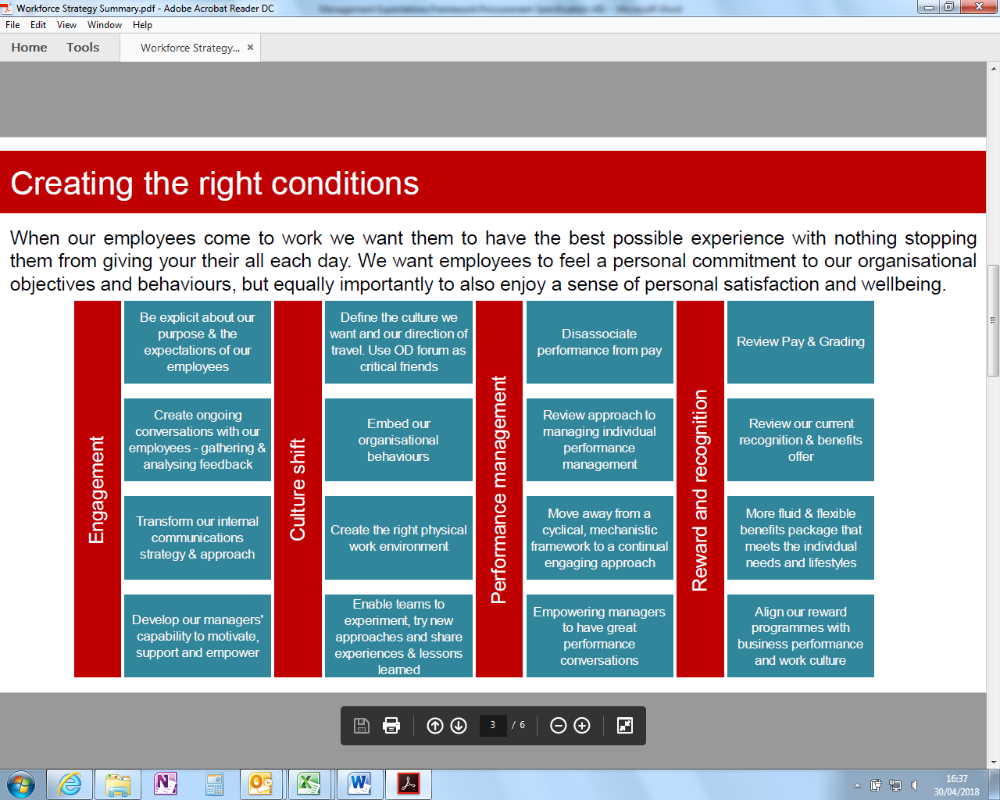 Workforce Strategy Summary.pdf - Adobe Acrobat Reader DC
Management Expectations Framework Procurement Specification v01 - Microsoft Word
File Edit View Window Help
Home Tools Workforce Strategy... ×
Creating the right conditions
When our employees come to work we want them to have the best possible experience with nothing stopping
them from giving your their all each day. We want employees to feel a personal commitment to our organisational
objectives and behaviours, but equally importantly to also enjoy a sense of personal satisfaction and wellbeing.
Engagement
Be explicit about our
purpose & the
expectations of our
employees
Create ongoing
conversations with our
employees - gathering &
analysing feedback
Transform our internal
communications
strategy & approach
Develop our managers'
capability to motivate,
support and empower
Culture shift
Define the culture we
want and our direction of
travel. Use OD forum as
critical friends
Embed our
organisational
behaviours
Create the right physical
work environment
Enable teams to
experiment, try new
approaches and share
experiences & lessons
learned
Performance management
Disassociate
performance from pay
Review approach to
managing individual
performance
management
Move away from a
cyclical, mechanistic
framework to a continual
engaging approach
Empowering managers
to have great
performance
conversations
Reward and recognition
Review Pay & Grading
Review our current
recognition & benefits
offer
More fluid & flexible
benefits package that
meets the individual
needs and lifestyles
Align our reward
programmes with
business performance
and work culture
3 / 6
16:37
30/04/2018